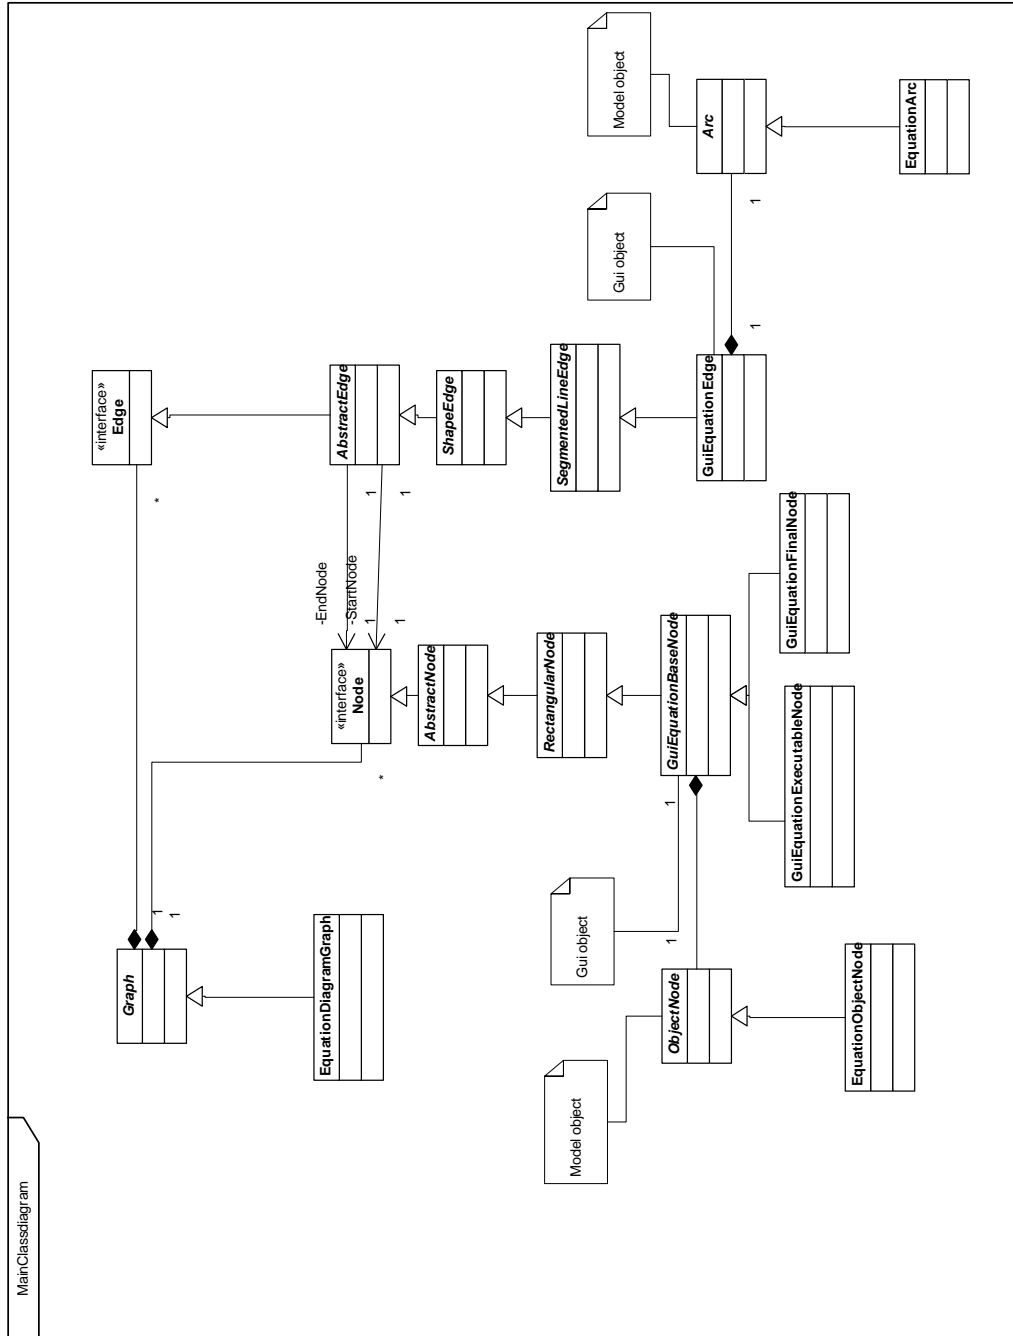 MainClassdiagram
Graph
«interface»
Edge
*
1
1
*
EquationDiagramGraph
«interface»
Node
-EndNode
-StartNode
1
1
1
1
AbstractEdge
AbstractNode
ShapeEdge
RectangularNode
SegmentedLineEdge
Model object
Gui object
Gui object
Model object
ObjectNode
1
1
GuiEquationBaseNode
GuiEquationEdge
1
1
Arc
EquationObjectNode
GuiEquationExecutableNode
GuiEquationFinalNode
EquationArc